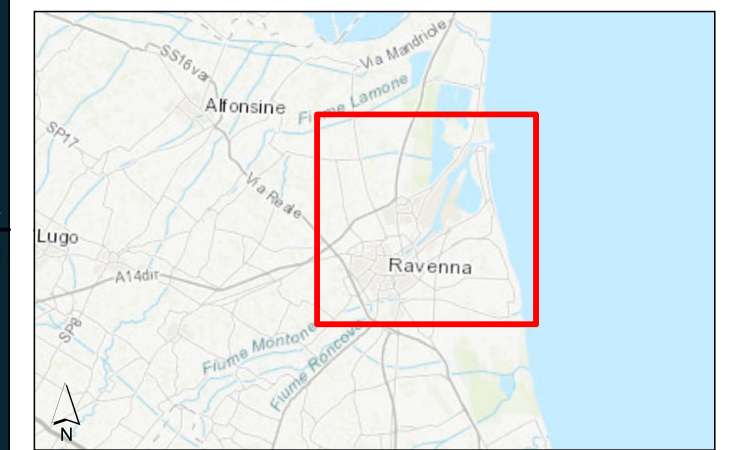 SS16var
Via Mandriole
Alfonsine
Fiume Lamone
SP17
Via Reale
Lugo
A14dir
Ravenna
SP8
Fiume Montone
Fiume Ronco
N